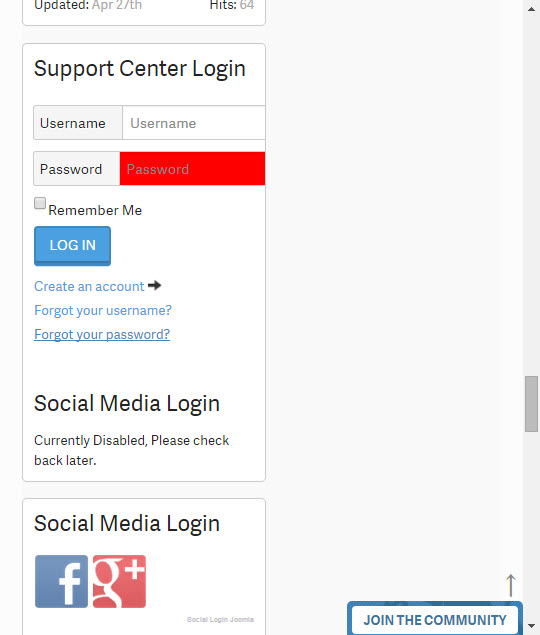 Updated: Apr 27th Hits: 64
Support Center Login
Username Username
Password Password
Remember Me
LOG IN
Create an account
Forgot your username?
Forgot your password?
Social Media Login
Currently Disabled, Please check
back later.
Social Media Login
f g+
Social Login Joomla
JOIN THE COMMUNITY